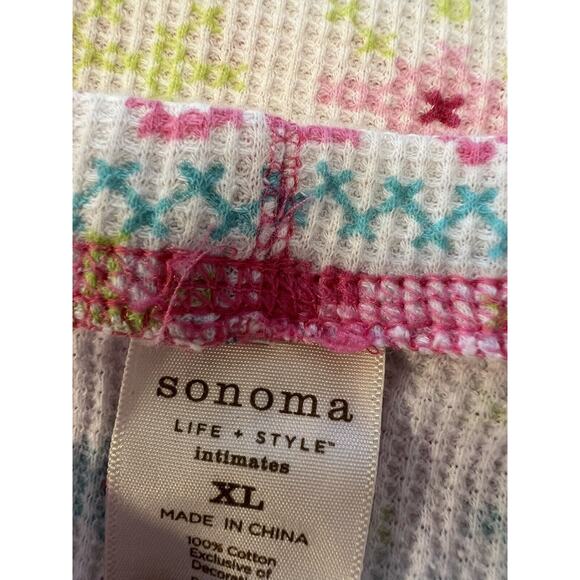 sonoma
LIFE + STYLE™
intimates
XL
MADE IN CHINA
100% Cotton
Exclusive of